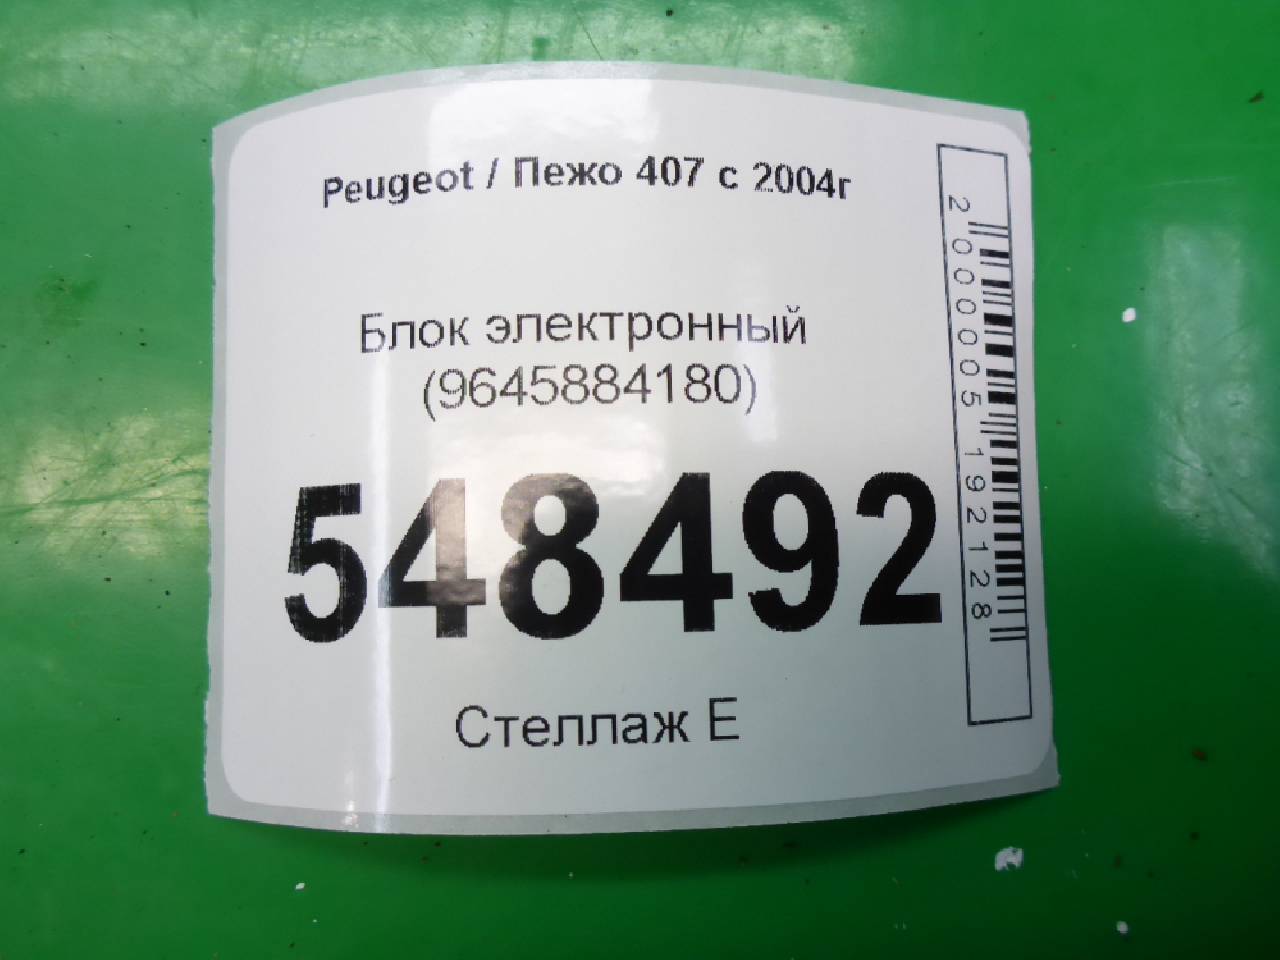 Peugeot / Пежо 407 с 2004г
Блок электронный
(9645884180)
548492
Стеллаж Е
2000005192128